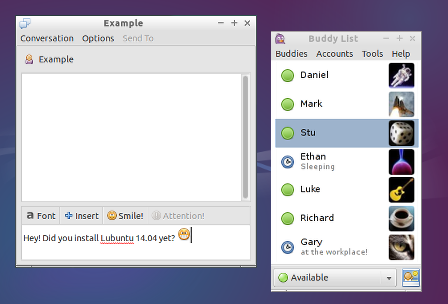 Example
Conversation Options Send To
Example
Font Insert Smile! Attention!
Hey! Did you install Lubuntu 14.04 yet?
Buddy List
Buddies Accounts Tools Help
Daniel
Mark
Stu
Ethan
Sleeping
Luke
Richard
Gary
at the workplace!
Available